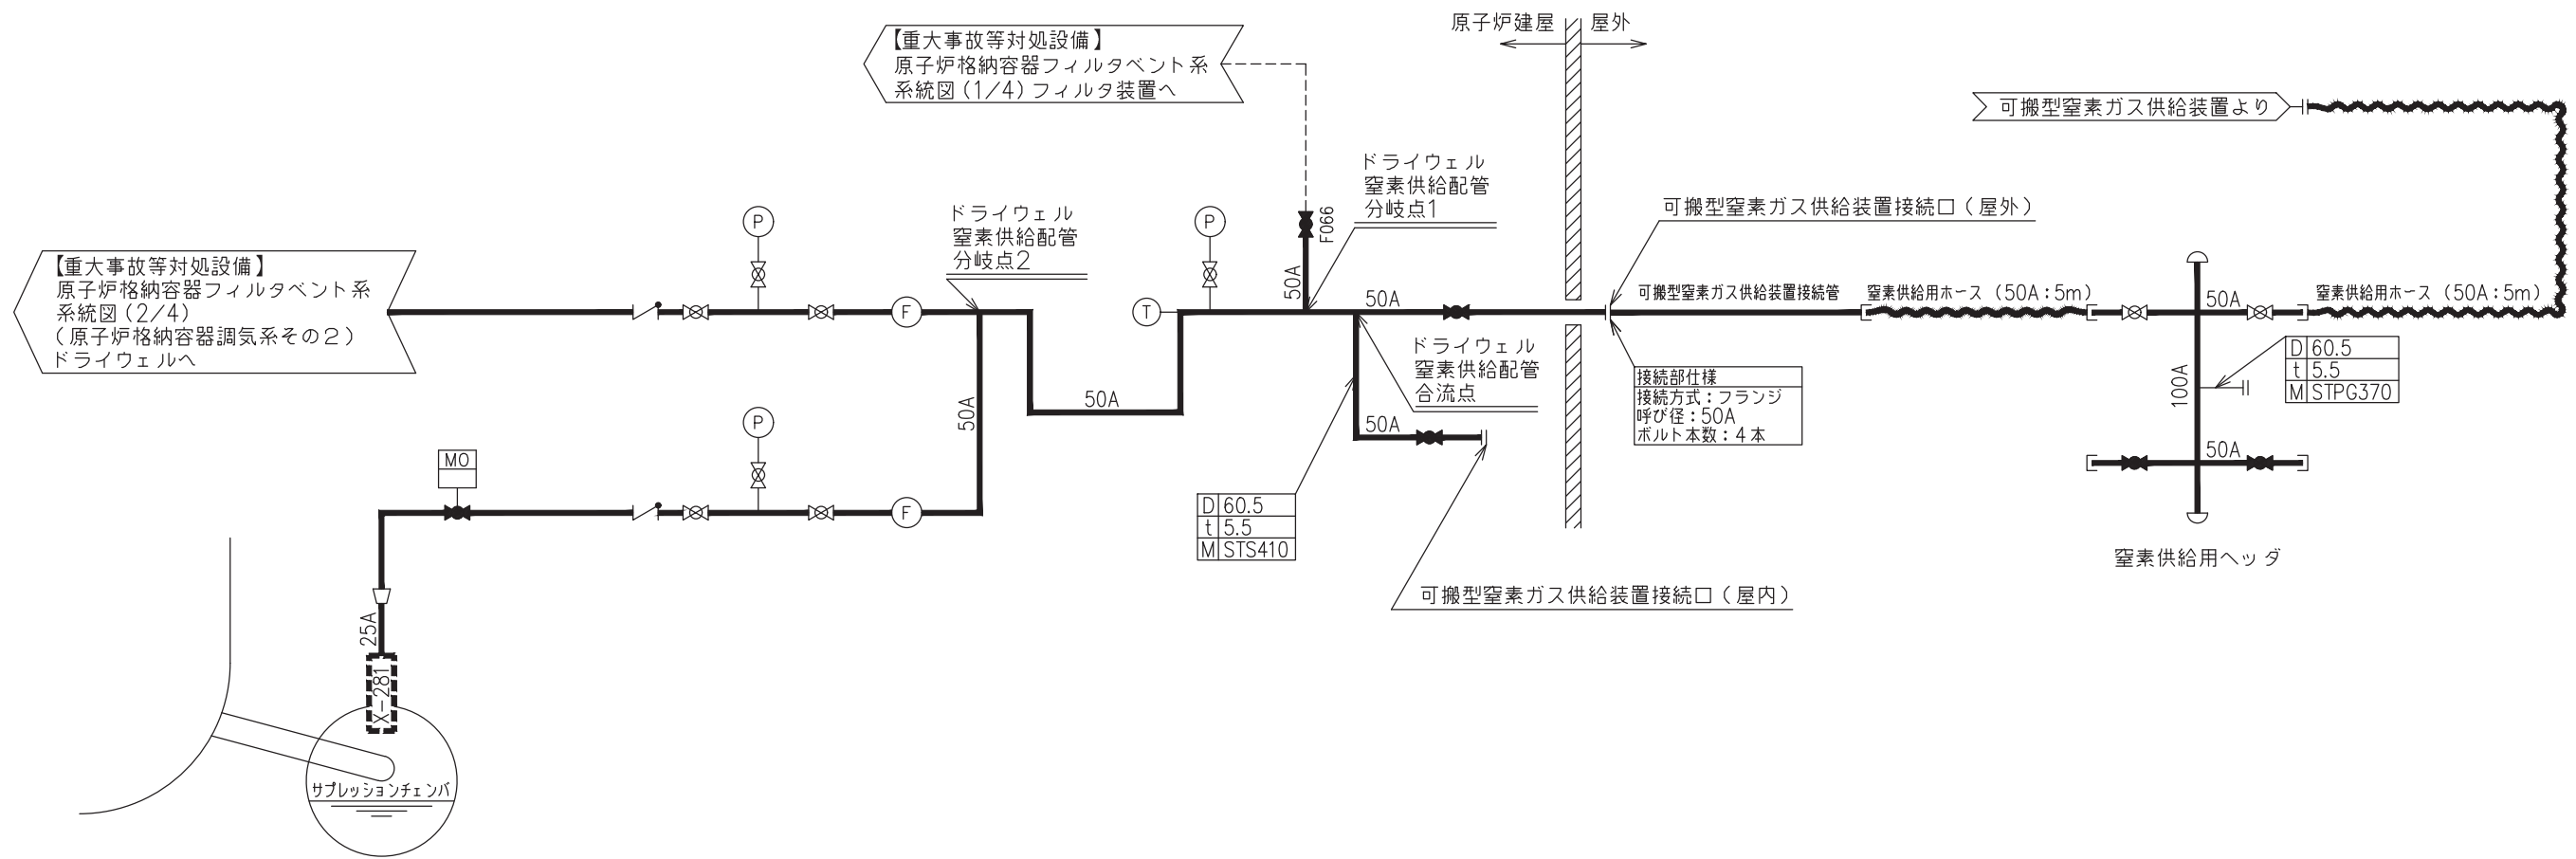 【重大事故等対処設備】
原子炉格納容器フィルタベント系
系統図(1/4)フィルタ装置へ
原子炉建屋
屋外
可搬型窒素ガス供給装置より
ドライウェル
窒素供給配管
分岐点1
F066
50A
可搬型窒素ガス供給装置接続口(屋外)
P
ドライウェル
窒素供給配管
分岐点2
P
【重大事故等対処設備】
原子炉格納容器フィルタベント系
系統図(2/4)
(原子炉格納容器調気系その2)
ドライウェルへ
F
T
50A
可搬型窒素ガス供給装置接続管
窒素供給用ホース(50A:5m)
50A
窒素供給用ホース(50A:5m)
ドライウェル
窒素供給配管
合流点
接続部仕様
接続方式:フランジ
呼び径:50A
ボルト本数:4本
100A
D 60.5
t 5.5
M STPG370
50A
50A
50A
50A
P
MO
F
D 60.5
t 5.5
M STS410
窒素供給用ヘッダ
可搬型窒素ガス供給装置接続口(屋内)
25A
X-281
サプレッションチェンバ